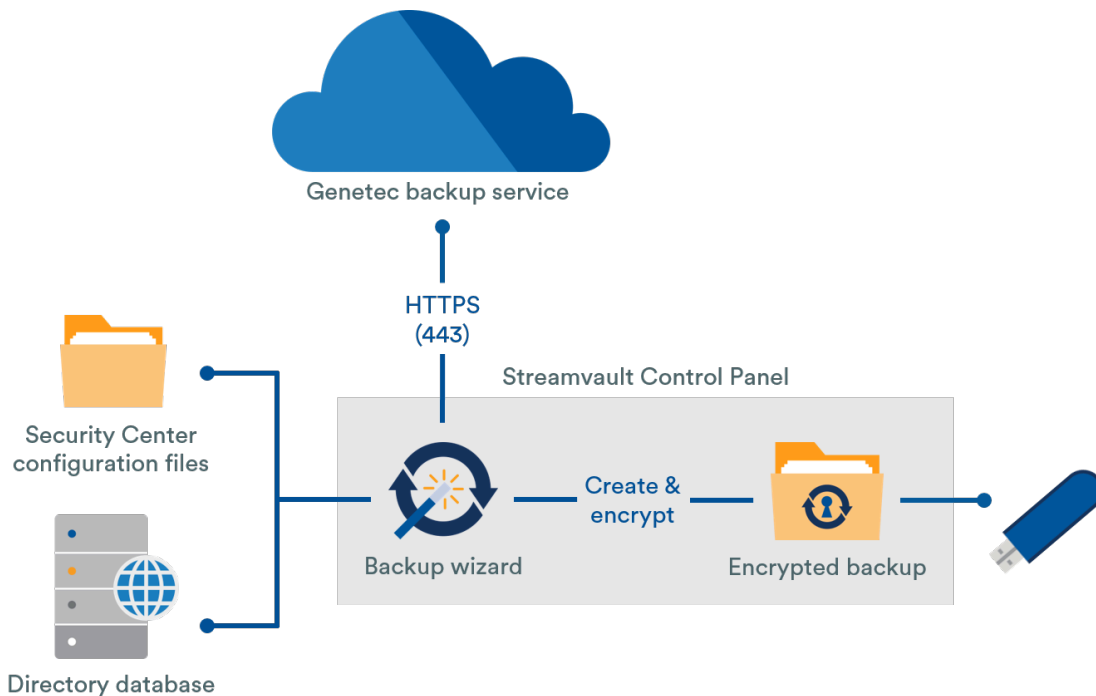 Genetec backup service
HTTPS
(443)
Streamvault Control Panel
Security Center
configuration files
Create &
encrypt
Backup wizard
Encrypted backup
Directory database